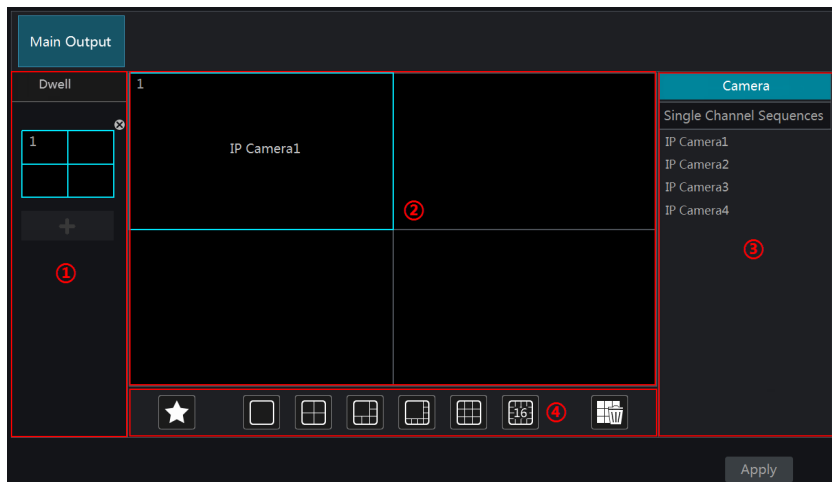 Main Output
Dwell
1
①
1
IP Camera1
②
Camera
Single Channel Sequences
IP Camera1
IP Camera2
IP Camera3
IP Camera4
③
16
④
Apply